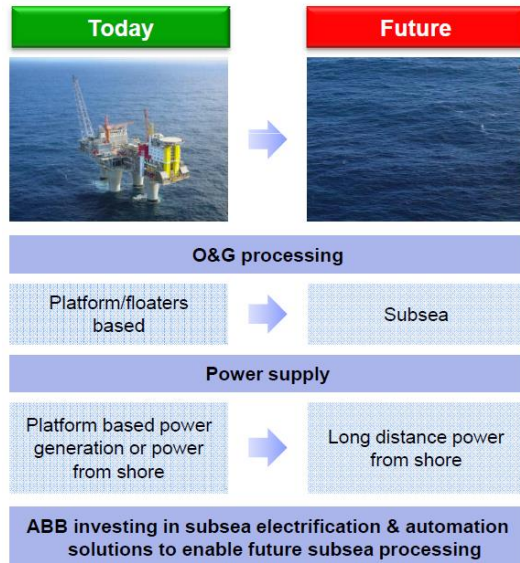 Today
Future
O&G processing
Platform/floaters
based
Subsea
Power supply
Platform based power
generation or power
from shore
Long distance power
from shore
ABB investing in subsea electrification & automation
solutions to enable future subsea processing